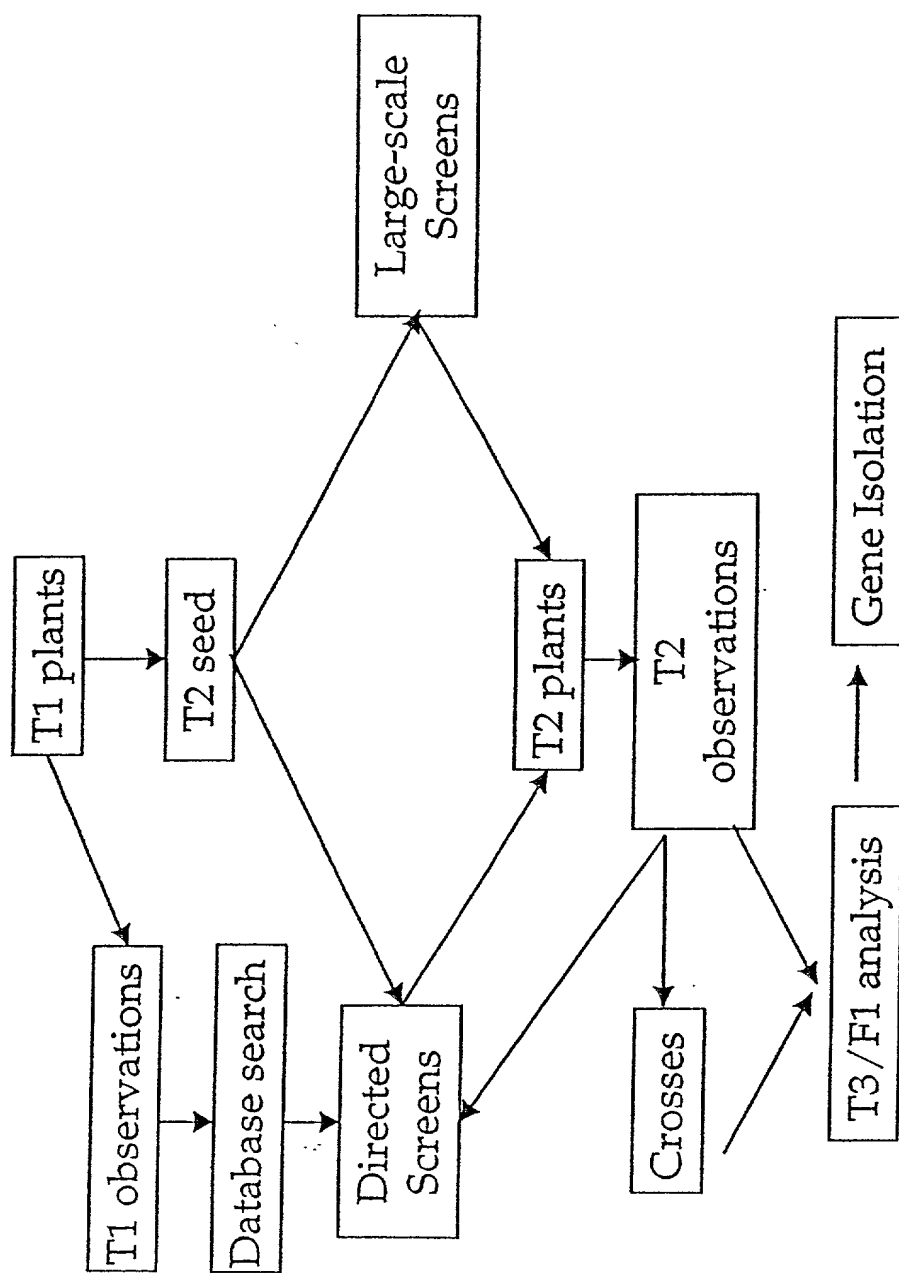 T1 plants
T1 observations
T2 seed
Database search
Directed
Screens
Large-scale
Screens
T2 plants
T2
observations
Crosses
T3/F1 analysis
Gene Isolation